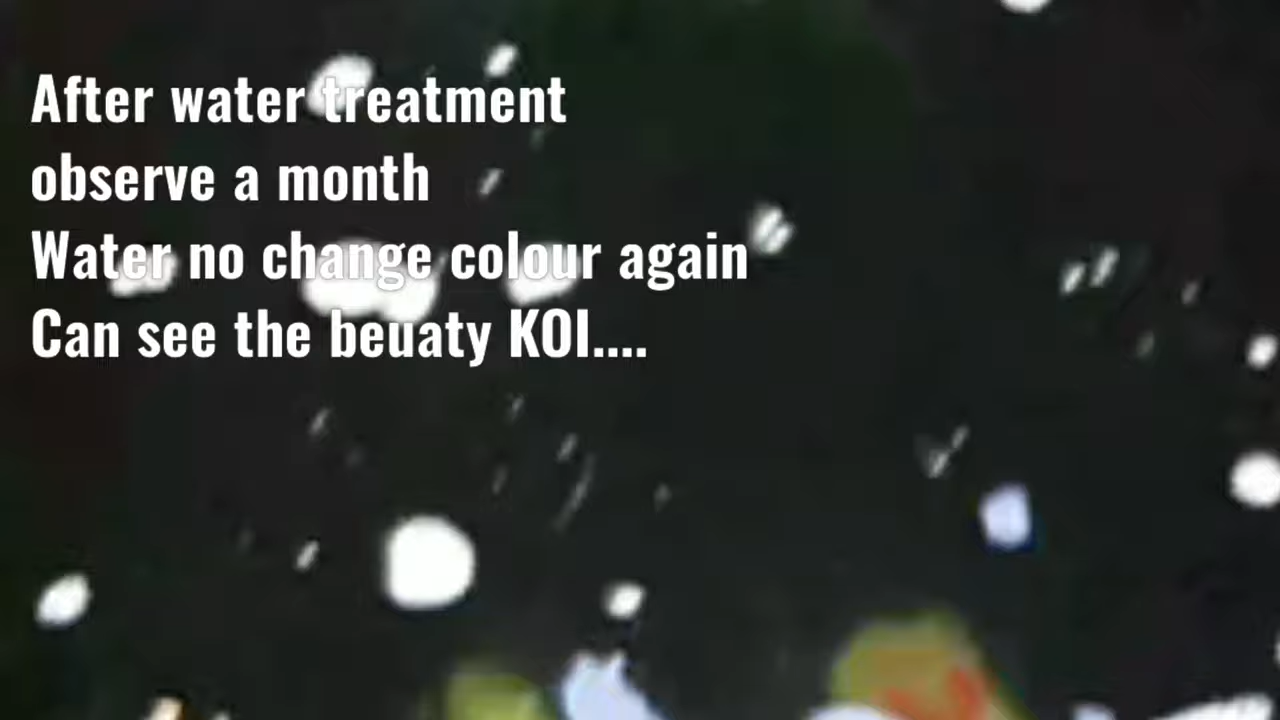 After water treatment
observe a month
Water no change colour again
Can see the beuaty KOI....